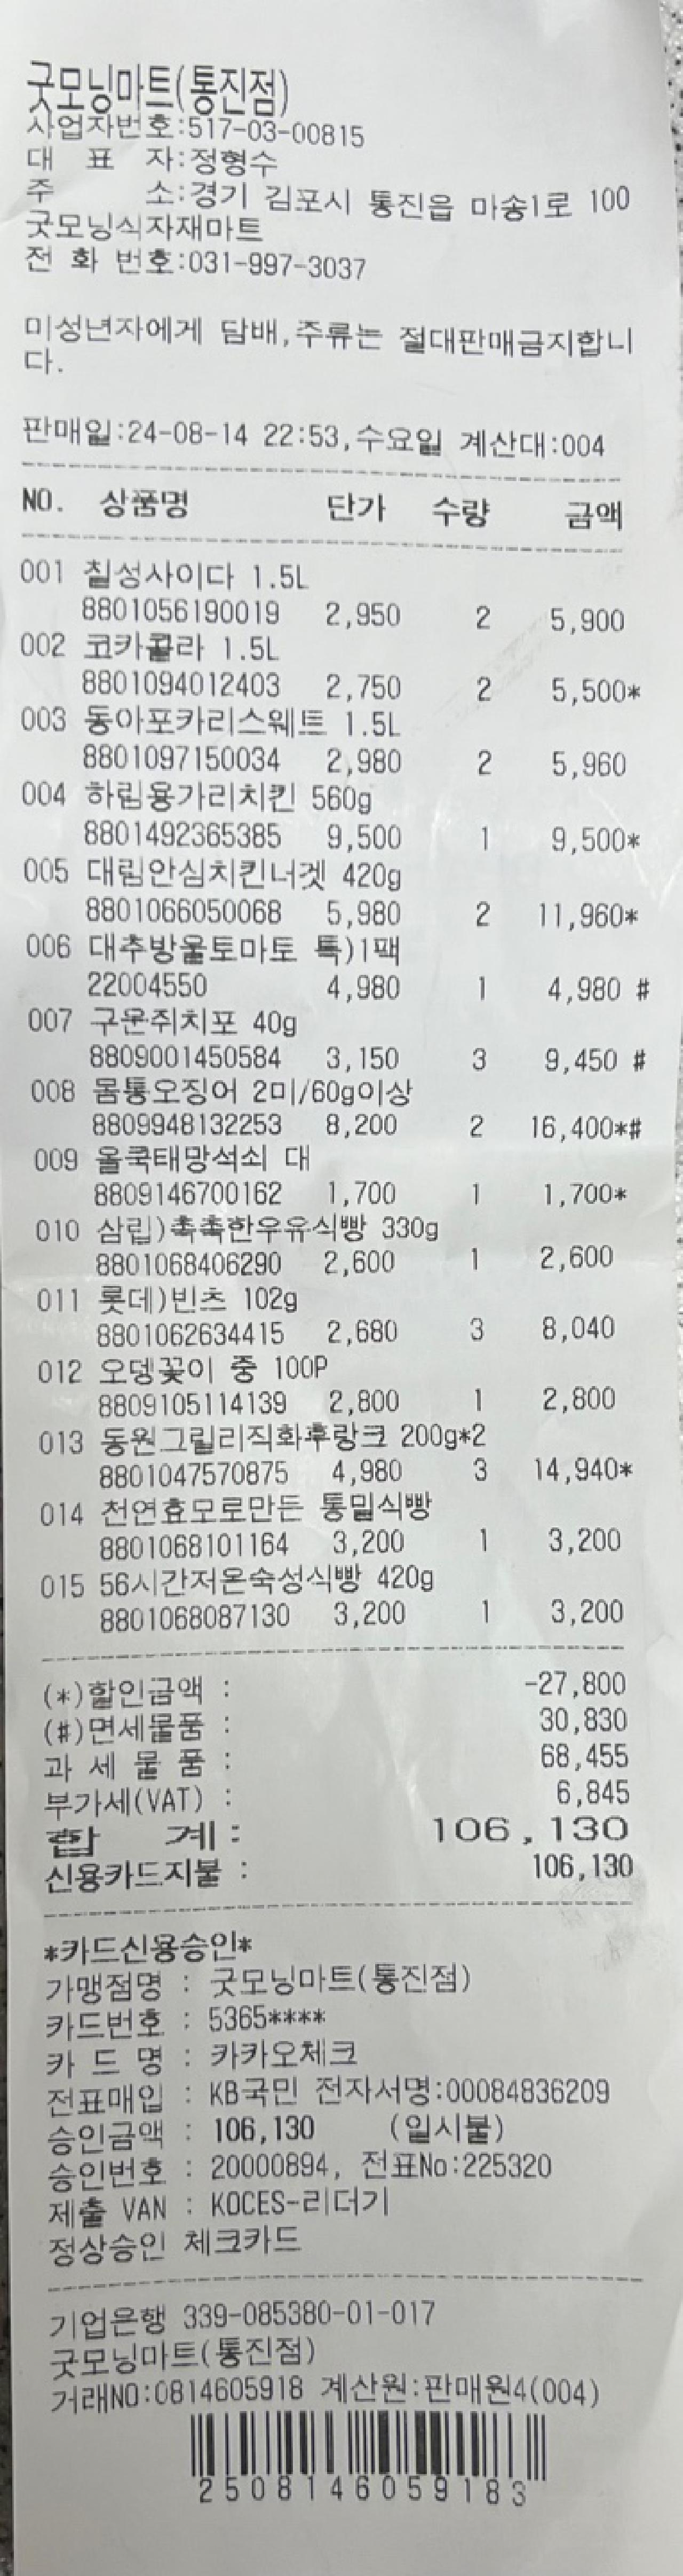 굿모닝마트(통진점)
사업자번호:517-03-00815
대 표 자:정형수
주 소:경기 김포시 통진읍 마송1로 100
굿모닝식자재마트
전 화 번호:031-997-3037
미성년자에게 담배,주류는 절대판매금지합니
다.
판매일:24-08-14 22:53,수요일 계산대:004
NO. 상품명 단가 수량 금액
001 칠성사이다 1.5L
8801056190019 2,950 2 5,900
002 코카콜라 1.5L
8801094012403 2,750 2 5,500*
003 동아포카리스웨트 1.5L
8801097150034 2,980 2 5,960
004 하림용가리치킨 560g
8801492365385 9,500 1 9,500*
005 대림안심치킨너겟 420g
8801066050068 5,980 2 11,960*
006 대추방울토마토 특)1팩
22004550 4,980 1 4,980 #
007 구운쥐치포 40g
8809001450584 3,150 3 9,450 #
008 몸통오징어 2미/60g이상
8809948132253 8,200 2 16,400*#
009 올쿡태망석쇠 대
8809146700162 1,700 1 1,700*
010 삼립)촉촉한우유식빵 330g
8801068406290 2,600 1 2,600
011 롯데)빈츠 102g
8801062634415 2,680 3 8,040
012 오뎅꽃이 중 100P
8809105114139 2,800 1 2,800
013 동원그릴리직화후랑크 200g*2
8801047570875 4,980 3 14,940*
014 천연효모로만든 통밀식빵
8801068101164 3,200 1 3,200
015 56시간저온숙성식빵 420g
8801068087130 3,200 1 3,200
(*)할인금액 : -27,800
(#)면세물품 : 30,830
과 세 물 품 : 68,455
부가세(VAT) : 6,845
합 계: 106,130
신용카드지불 : 106,130
*카드신용승인*
가맹점명 : 굿모닝마트(통진점)
카드번호 : 5365****
카 드 명 : 카카오체크
전표매입 : KB국민 전자서명:00084836209
승인금액 : 106,130 (일시불)
승인번호 : 20000894, 전표No:225320
제출 VAN : KOCES-리더기
정상승인 체크카드
기업은행 339-085380-01-017
굿모닝마트(통진점)
거래NO:0814605918 계산원:판매원4(004)
2508146059183